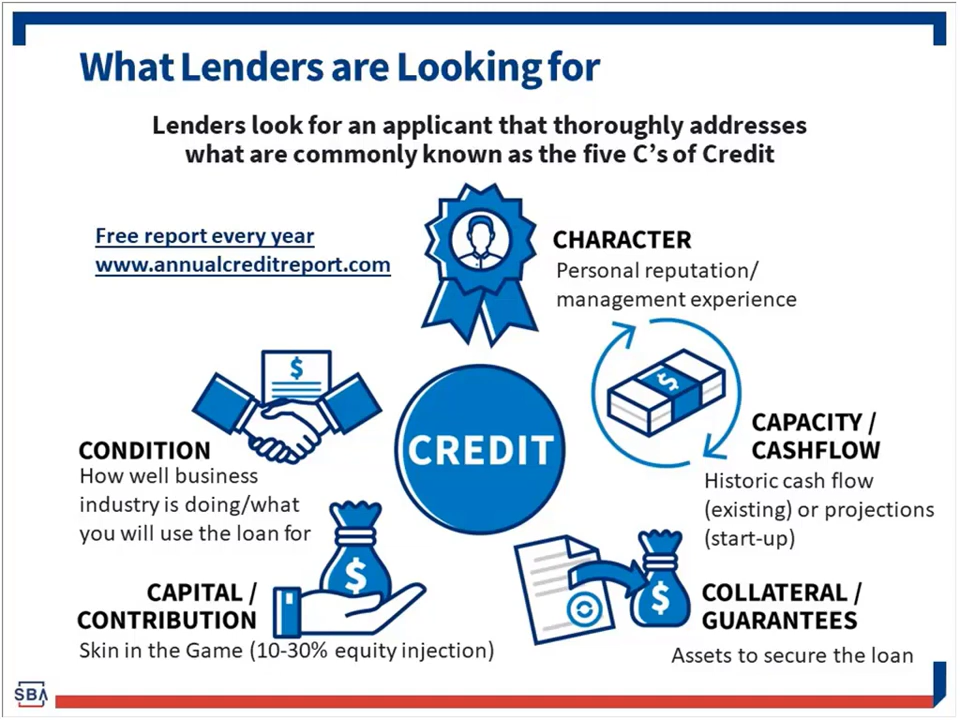 What Lenders are Looking for
Lenders look for an applicant that thoroughly addresses
what are commonly known as the five C's of Credit
Free report every year
www.annualcreditreport.com
CHARACTER
Personal reputation/
management experience
$
CAPACITY /
CASHFLOW
Historic cash flow
(existing) or projections
(start-up)
$
CREDIT
CONDITION
How well business
industry is doing/what
you will use the loan for
$
CAPITAL /
CONTRIBUTION
Skin in the Game (10-30% equity injection)
$
COLLATERAL /
GUARANTEES
Assets to secure the loan
$
SBA